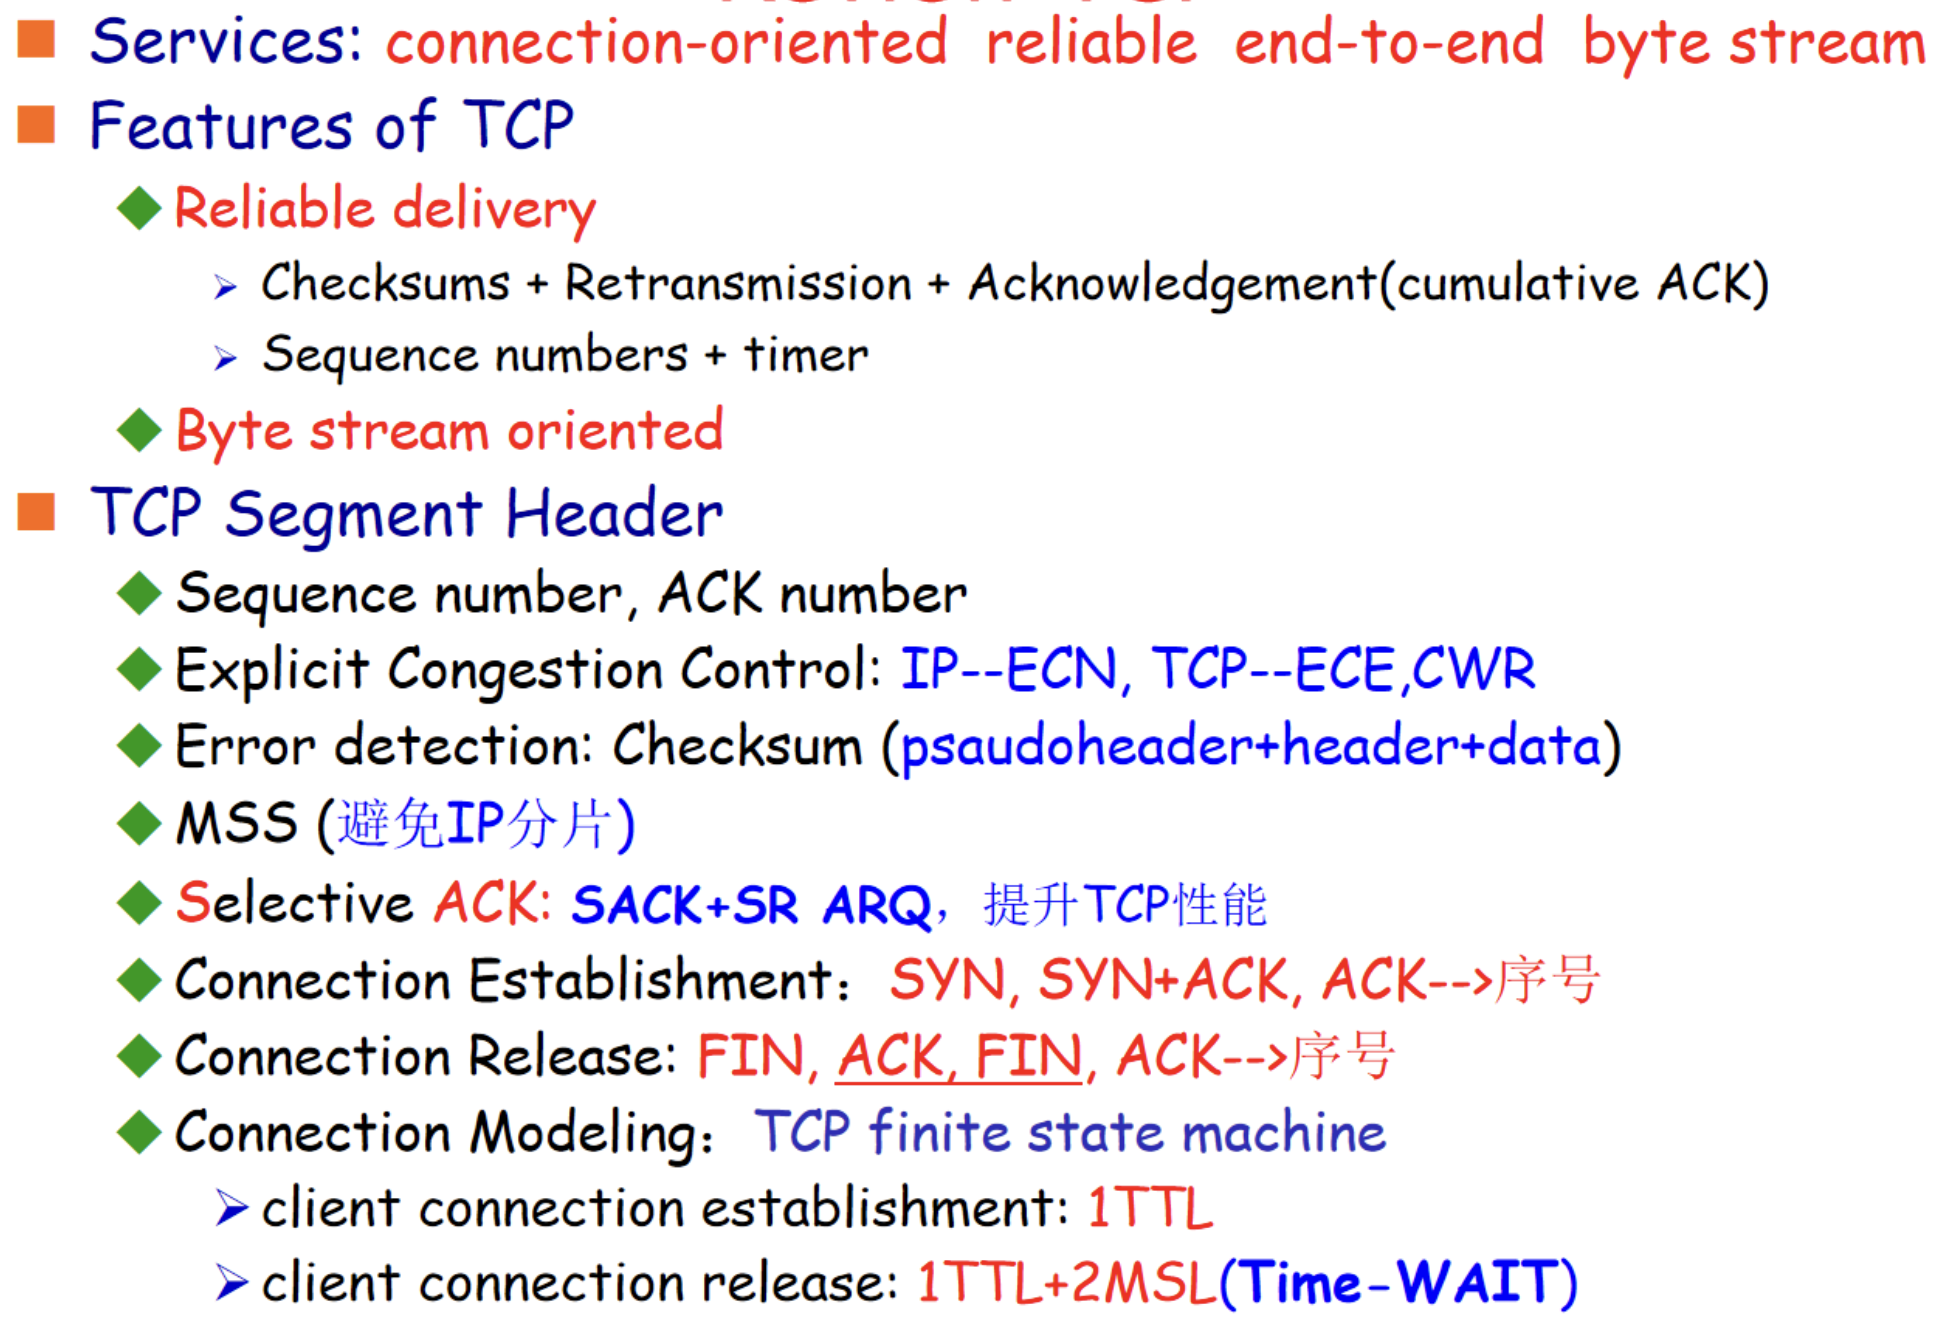 Services: connection-oriented reliable end-to-end byte stream
Features of TCP
Reliable delivery
Checksums + Retransmission + Acknowledgement(cumulative ACK)
Sequence numbers + timer
Byte stream oriented
TCP Segment Header
Sequence number, ACK number
Explicit Congestion Control: IP--ECN, TCP--ECE,CWR
Error detection: Checksum (psaudoheader+header+data)
MSS (避免IP分片)
Selective ACK: SACK+SR ARQ，提升TCP性能
Connection Establishment：SYN, SYN+ACK, ACK-->序号
Connection Release: FIN, ACK, FIN, ACK-->序号
Connection Modeling：TCP finite state machine
client connection establishment: 1TTL
client connection release: 1TTL+2MSL(Time-WAIT)